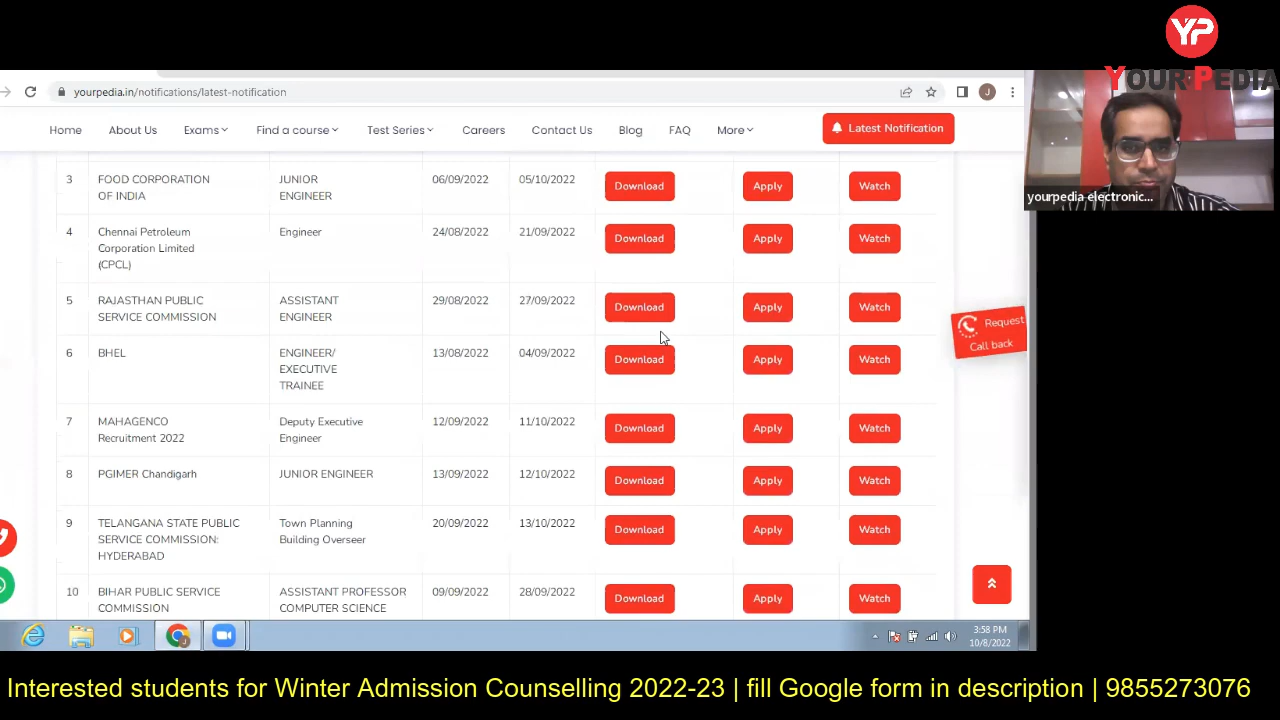 YP
YOUR PEDIA
yourpedia.in/notifications/latest-notification
J
Home About Us Exams Find a course Test Series Careers Contact Us Blog FAQ More Latest Notification
yourpedia electronic...
3 FOOD CORPORATION OF INDIA JUNIOR ENGINEER 06/09/2022 05/10/2022 Download Apply Watch
4 Chennai Petroleum Corporation Limited (CPCL) Engineer 24/08/2022 21/09/2022 Download Apply Watch
5 RAJASTHAN PUBLIC SERVICE COMMISSION ASSISTANT ENGINEER 29/08/2022 27/09/2022 Download Apply Watch
Request
Call back
6 BHEL ENGINEER/ EXECUTIVE TRAINEE 13/08/2022 04/09/2022 Download Apply Watch
7 MAHAGENCO Recruitment 2022 Deputy Executive Engineer 12/09/2022 11/10/2022 Download Apply Watch
8 PGIMER Chandigarh JUNIOR ENGINEER 13/09/2022 12/10/2022 Download Apply Watch
9 TELANGANA STATE PUBLIC SERVICE COMMISSION: HYDERABAD Town Planning Building Overseer 20/09/2022 13/10/2022 Download Apply Watch
10 BIHAR PUBLIC SERVICE COMMISSION ASSISTANT PROFESSOR COMPUTER SCIENCE 09/09/2022 28/09/2022 Download Apply Watch
3:58 PM
10/8/2022
Interested students for Winter Admission Counselling 2022-23 | fill Google form in description | 9855273076